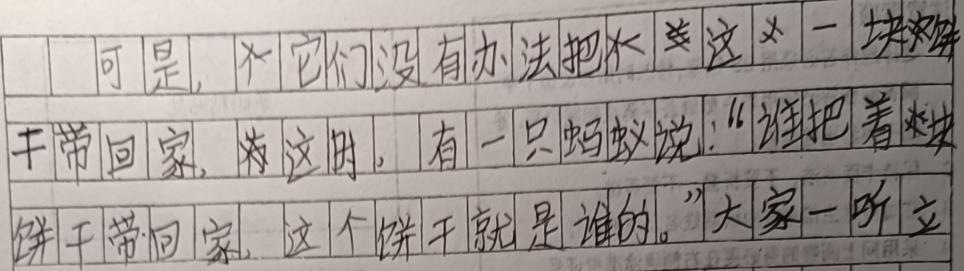 可是,它们没有办法把这一块饼
干带回家,这时,有一只蚂蚁说:“谁把着块
饼干带回家,这个饼干就是谁的。”大家一听立